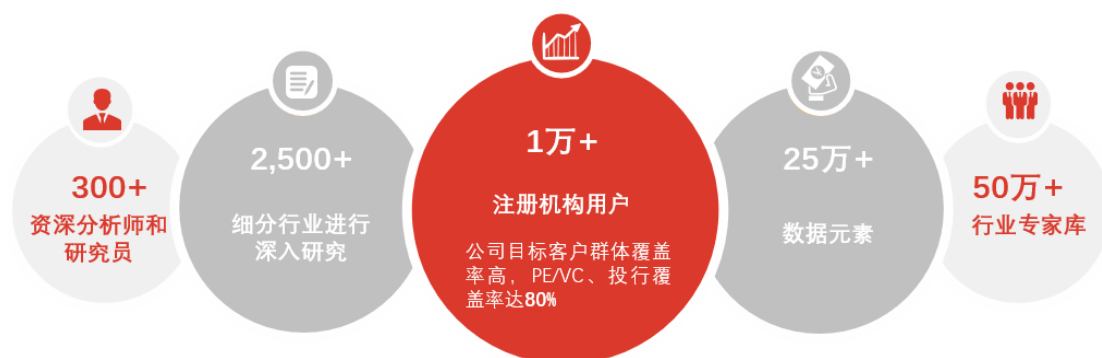 300+
资深分析师和
研究员
2,500+
细分行业进行
深入研究
1万+
注册机构用户
公司目标客户群体覆盖
率高，PE/VC、投行覆
盖率达80%
25万+
数据元素
50万+
行业专家库